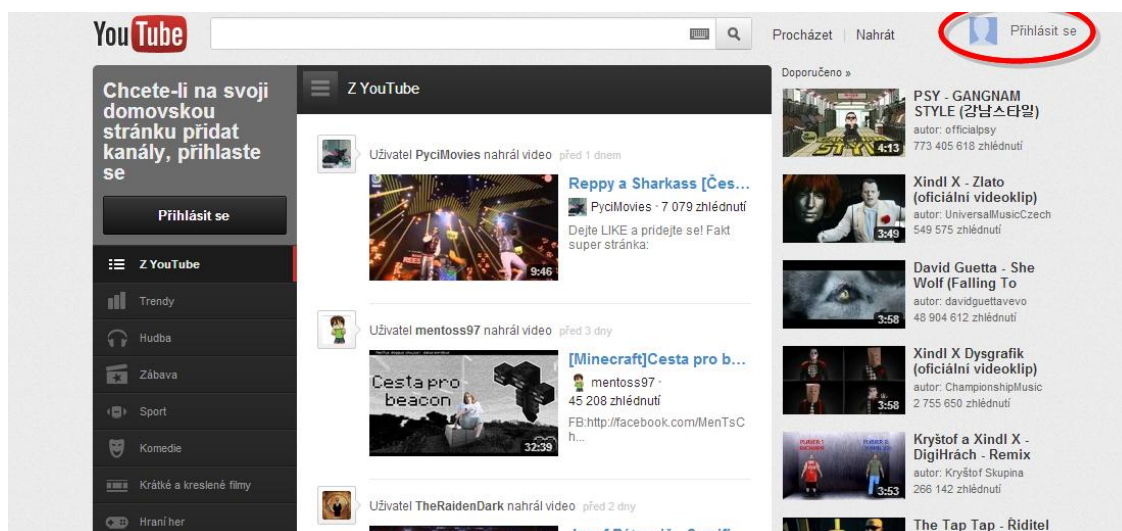 YouTube
Procházet | Nahrát
Přihlásit se
Chcete-li na svoji
domovskou
stránku přidat
kanály, přihlaste
se
Přihlásit se
Z YouTube
Trendy
Hudba
Zábava
Sport
Komedie
Krátké a kreslené filmy
Hraní her
Z YouTube
Uživatel PyciMovies nahrál video před 1 dnem
9:46
Reppy a Sharkass [Čes...
PyciMovies · 7 079 zhlédnutí
Dejte LIKE a pridejte se! Fakt
super stránka:
Uživatel mentoss97 nahrál video před 3 dny
Cesta pro
beacon
32:39
[Minecraft]Cesta pro b...
mentoss97 ·
45 208 zhlédnutí
FB:http://facebook.com/MenTsC
h...
Uživatel TheRaidenDark nahrál video před 2 dny
Doporučeno »
4:13
PSY - GANGNAM
STYLE (강남스타일)
autor: officialpsy
773 405 618 zhlédnutí
3:49
Xindl X - Zlato
(oficiální videoklip)
autor: UniversalMusicCzech
549 575 zhlédnutí
3:58
David Guetta - She
Wolf (Falling To
autor: davidguettavevo
48 904 612 zhlédnutí
3:58
Xindl X Dysgrafik
(oficiální videoklip)
autor: ChampionshipMusic
2 755 650 zhlédnutí
3:53
Kryštof a Xindl X -
DigiHrách - Remix
autor: Kryštof Skupina
266 142 zhlédnutí
The Tap Tap - Řiditeľ